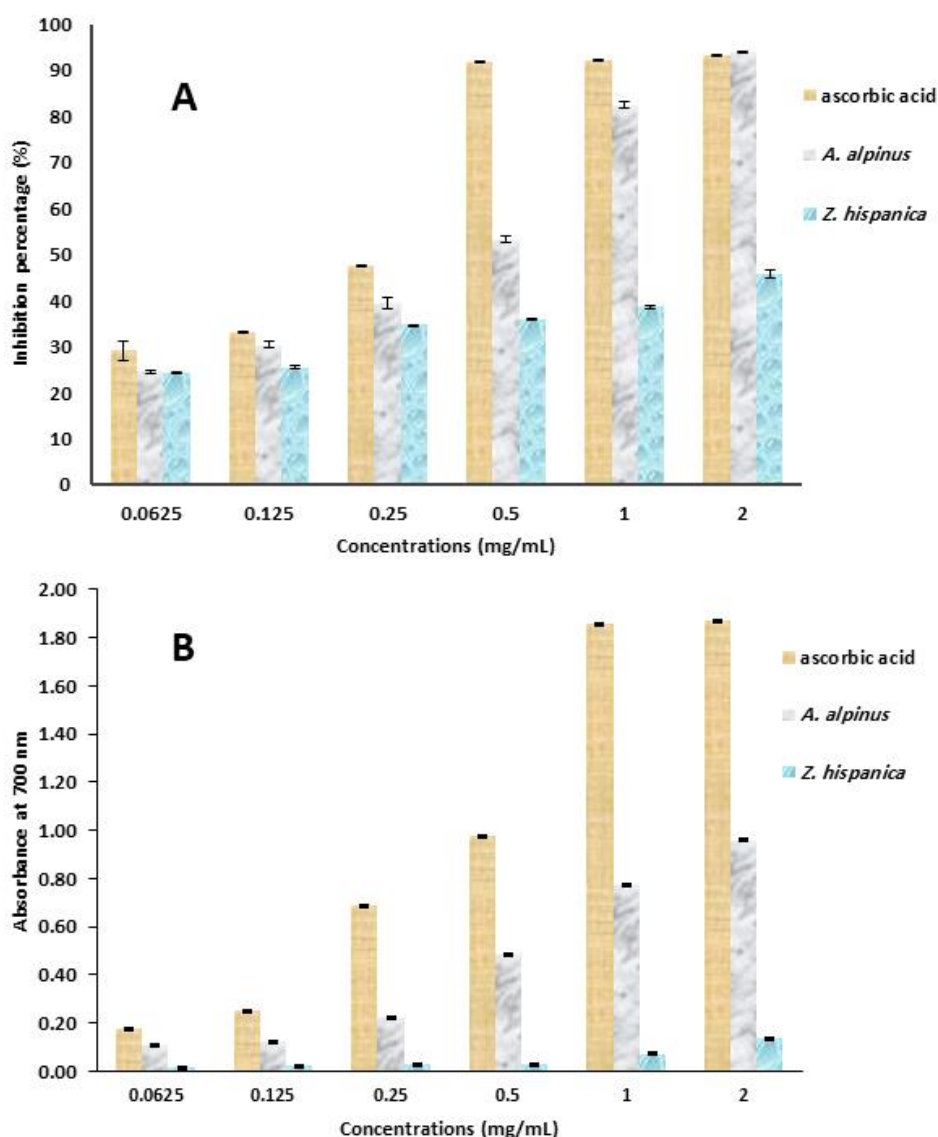 A
Inhibition percentage (%)
100
90
80
70
60
50
40
30
20
10
0
0.0625 0.125 0.25 0.5 1 2
Concentrations (mg/mL)
ascorbic acid
A. alpinus
Z. hispanica
B
Absorbance at 700 nm
2.00
1.80
1.60
1.40
1.20
1.00
0.80
0.60
0.40
0.20
0.00
0.0625 0.125 0.25 0.5 1 2
Concentrations (mg/mL)
ascorbic acid
A. alpinus
Z. hispanica